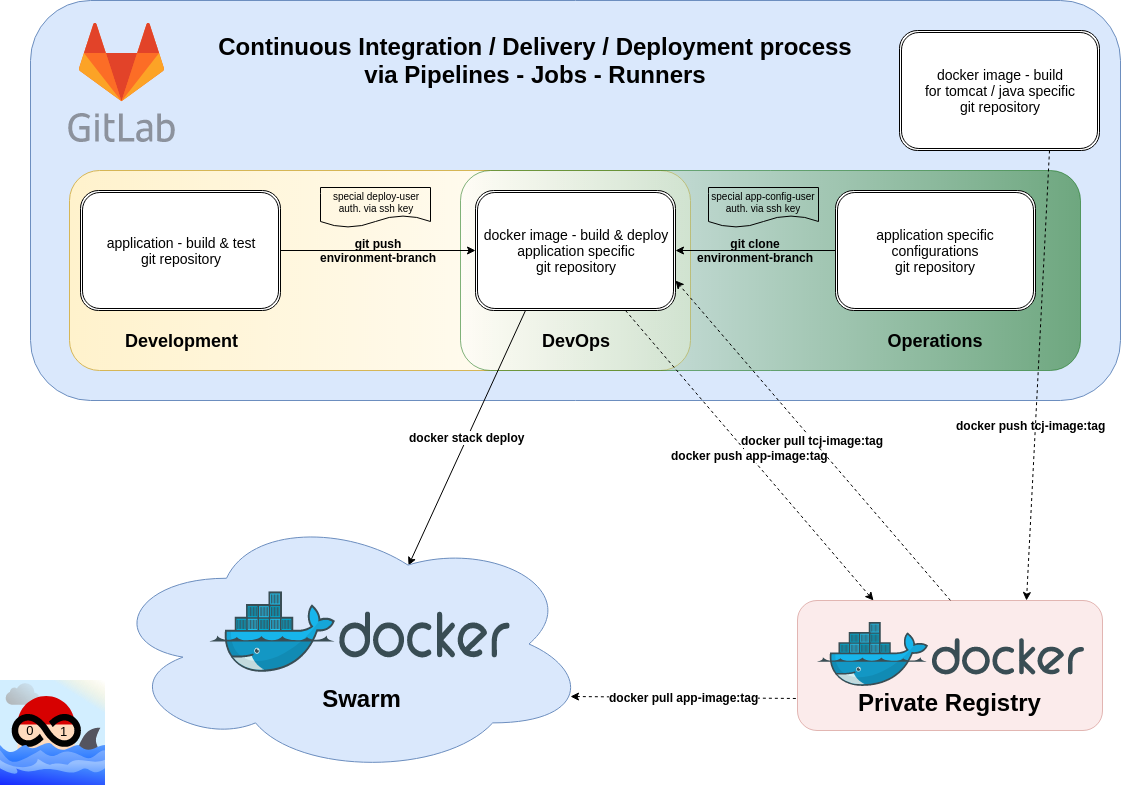 Continuous Integration / Delivery / Deployment process
via Pipelines - Jobs - Runners
GitLab
docker image - build
for tomcat / java specific
git repository
application - build & test
git repository
special deploy-user
auth. via ssh key
git push
environment-branch
docker image - build & deploy
application specific
git repository
special app-config-user
auth. via ssh key
git clone
environment-branch
application specific
configurations
git repository
Development
DevOps
Operations
docker stack deploy
docker pull tcj-image:tag
docker push app-image:tag
docker push tcj-image:tag
docker
Swarm
docker pull app-image:tag
docker
Private Registry
0 1